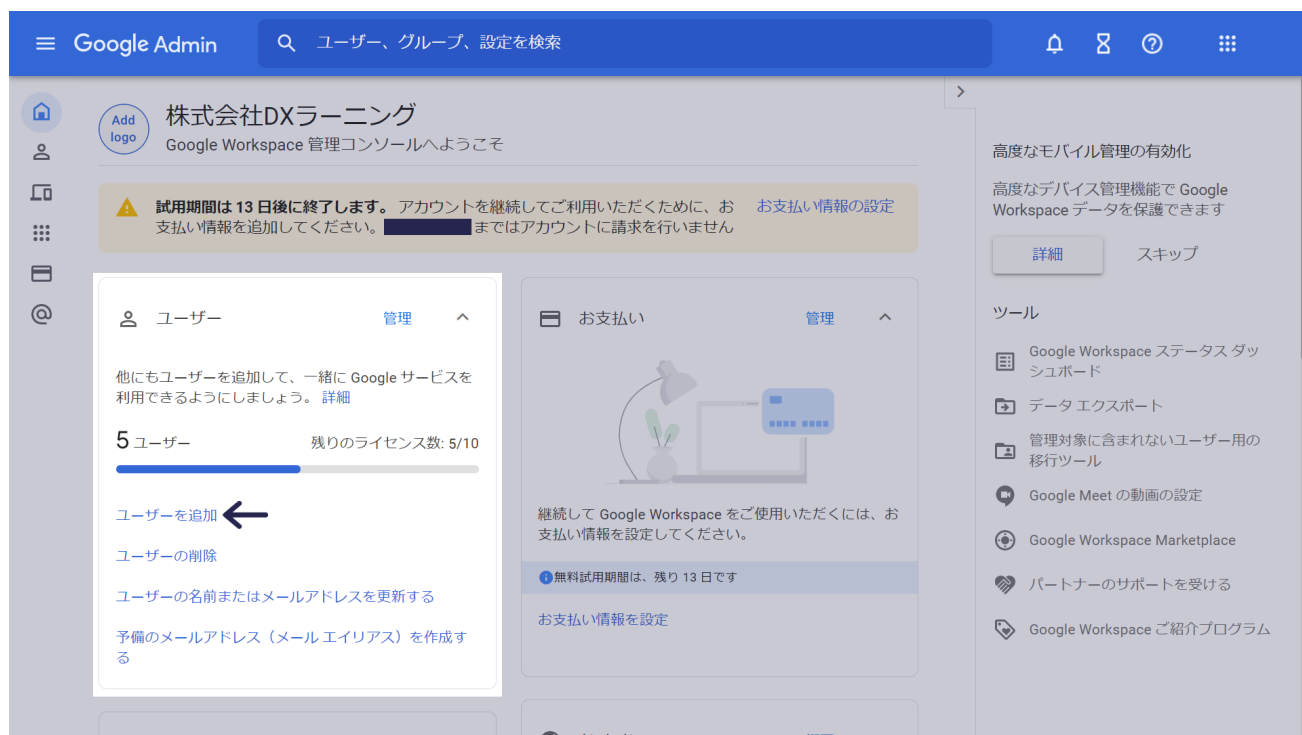 Google Admin
ユーザー、グループ、設定を検索
Add
logo
株式会社DXラーニング
Google Workspace 管理コンソールへようこそ
試用期間は 13 日後に終了します。 アカウントを継続してご利用いただくために、お
支払い情報を追加してください。 まではアカウントに請求を行いません
お支払い情報の設定
ユーザー
管理
他にもユーザーを追加して、一緒に Google サービスを
利用できるようにしましょう。 詳細
5 ユーザー
残りのライセンス数: 5/10
ユーザーを追加
ユーザーの削除
ユーザーの名前またはメールアドレスを更新する
予備のメールアドレス（メール エイリアス）を作成す
る
お支払い
管理
継続して Google Workspace をご使用いただくには、お
支払い情報を設定してください。
無料試用期間は、残り 13 日です
お支払い情報を設定
高度なモバイル管理の有効化
高度なデバイス管理機能で Google
Workspace データを保護できます
詳細
スキップ
ツール
Google Workspace ステータス ダッ
シュボード
データ エクスポート
管理対象に含まれないユーザー用の
移行ツール
Google Meet の動画の設定
Google Workspace Marketplace
パートナーのサポートを受ける
Google Workspace ご紹介プログラム